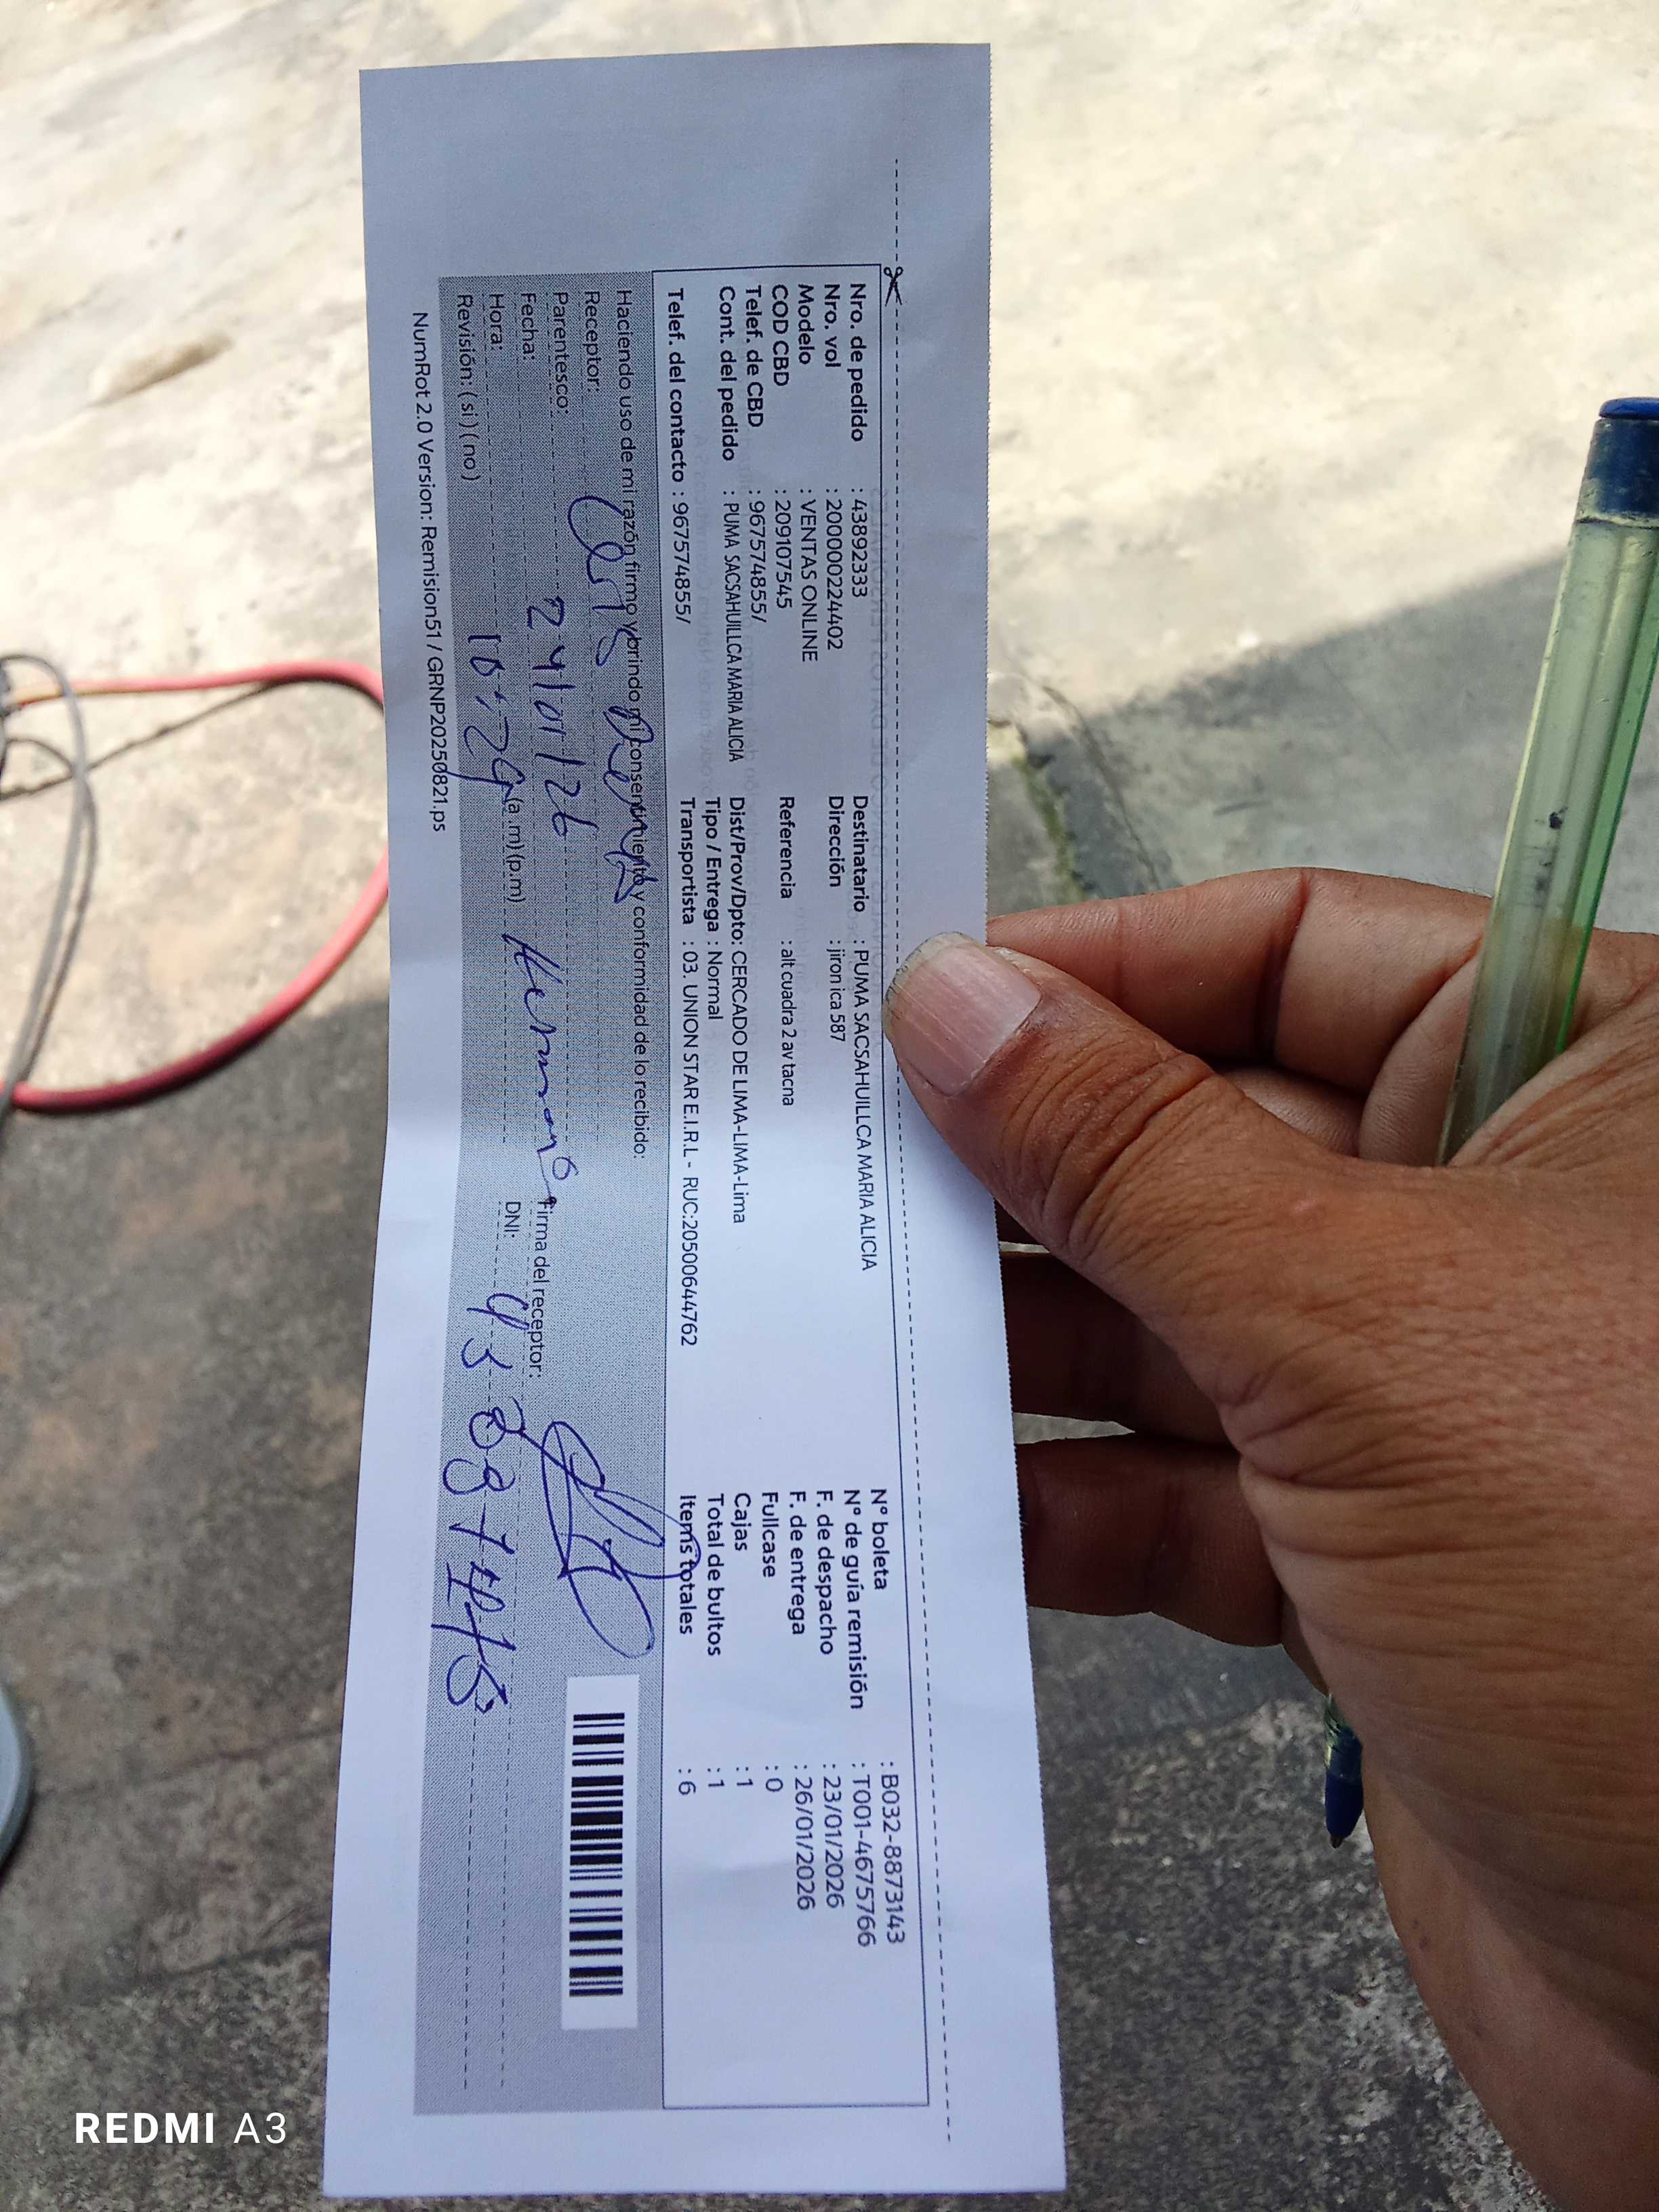 Nro. de pedido : 43892333
Nro. vol : 200000224402
Modelo : VENTAS ONLINE
COD CBD : 209107545
Telef. de CBD : 967574855/
Cont. del pedido : PUMA SACSAHUILLCA MARIA ALICIA
Telef. del contacto : 967574855/
Destinatario : PUMA SACSAHUILLCA MARIA ALICIA
Dirección : jiron ica 587
Referencia : alt cuadra 2 av tacna
Dist/Prov/Dpto: CERCADO DE LIMA-LIMA-Lima
Tipo / Entrega : Normal
Transportista : 03. UNION STAR E.I.R.L - RUC:20500644762
N° boleta : B032-8873143
N° de guía remisión : T001-4675766
F. de despacho : 23/01/2026
F. de entrega : 26/01/2026
Fullcase : 0
Cajas : 1
Total de bultos : 1
Items totales : 6
Haciendo uso de mi razón, firmo y brindo mi consentimiento y conformidad de lo recibido:
Receptor:
Parentesco:
Fecha: 24/01/26
Hora: 10:29 (a.m)(p.m) Hermano
Revisión: ( si ) ( no )
Firma del receptor:
DNI:
NumRot 2.0 Version: Remision51 / GRNP20250821.ps
REDMI A3